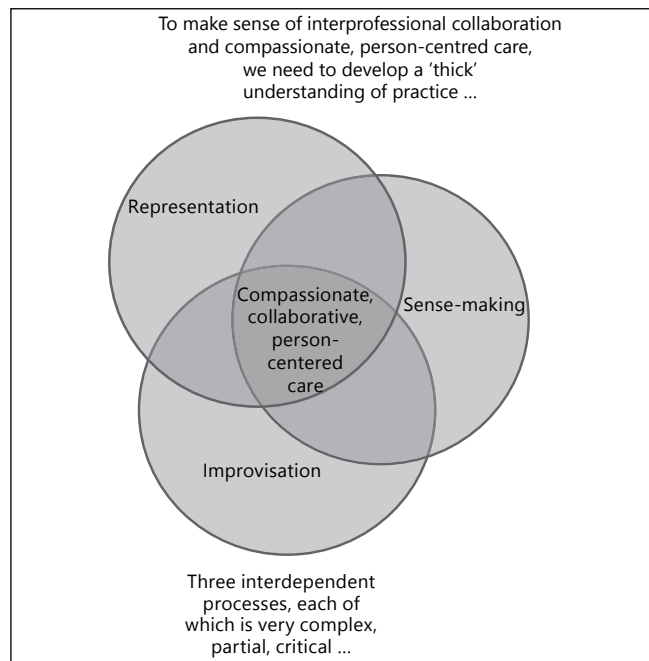 To make sense of interprofessional collaboration
and compassionate, person-centred care,
we need to develop a ’thick’
understanding of practice ...
Representation
Compassionate,
collaborative,
person-
centered
care
Sense-making
Improvisation
Three interdependent
processes, each of
which is very complex,
partial, critical ...